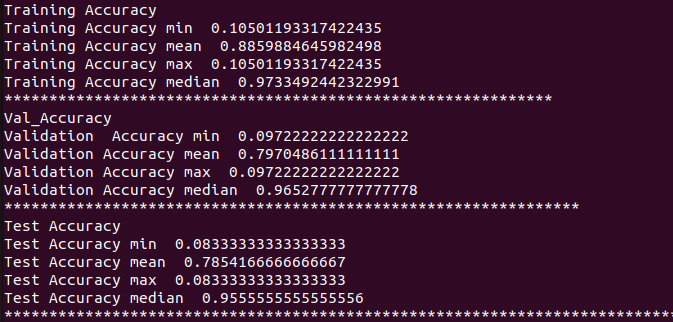 Training Accuracy
Training Accuracy min  0.10501193317422435
Training Accuracy mean  0.8859884645982498
Training Accuracy max  0.10501193317422435
Training Accuracy median  0.9733492442322991
*************************************************************
Val_Accuracy
Validation  Accuracy min  0.09722222222222222
Validation Accuracy mean  0.7970486111111111
Validation Accuracy max  0.09722222222222222
Validation Accuracy median  0.9652777777777778
****************************************************************
Test Accuracy
Test Accuracy min  0.08333333333333333
Test Accuracy mean  0.7854166666666667
Test Accuracy max  0.08333333333333333
Test Accuracy median  0.9555555555555556
***************************************************************************